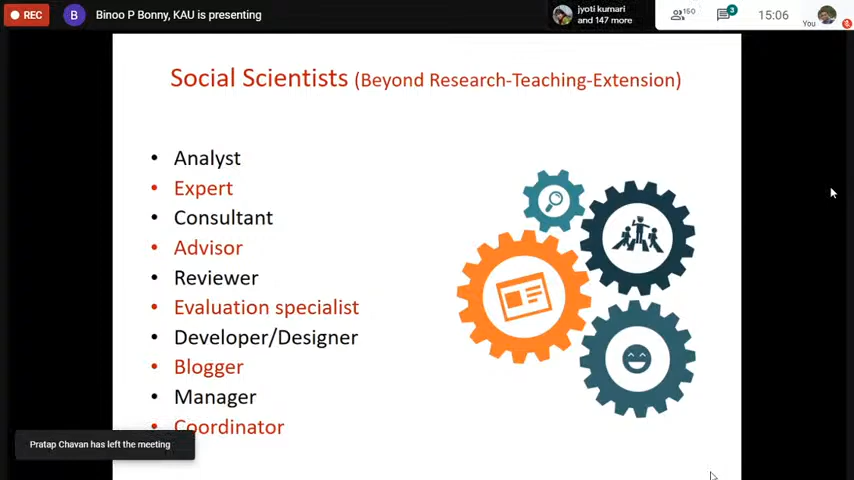 REC
B
Binoo P Bonny, KAU is presenting
jyoti kumari
and 147 more
150
3
15:06
You
Social Scientists (Beyond Research-Teaching-Extension)
• Analyst
• Expert
• Consultant
• Advisor
• Reviewer
• Evaluation specialist
• Developer/Designer
• Blogger
• Manager
• Coordinator
Pratap Chavan has left the meeting